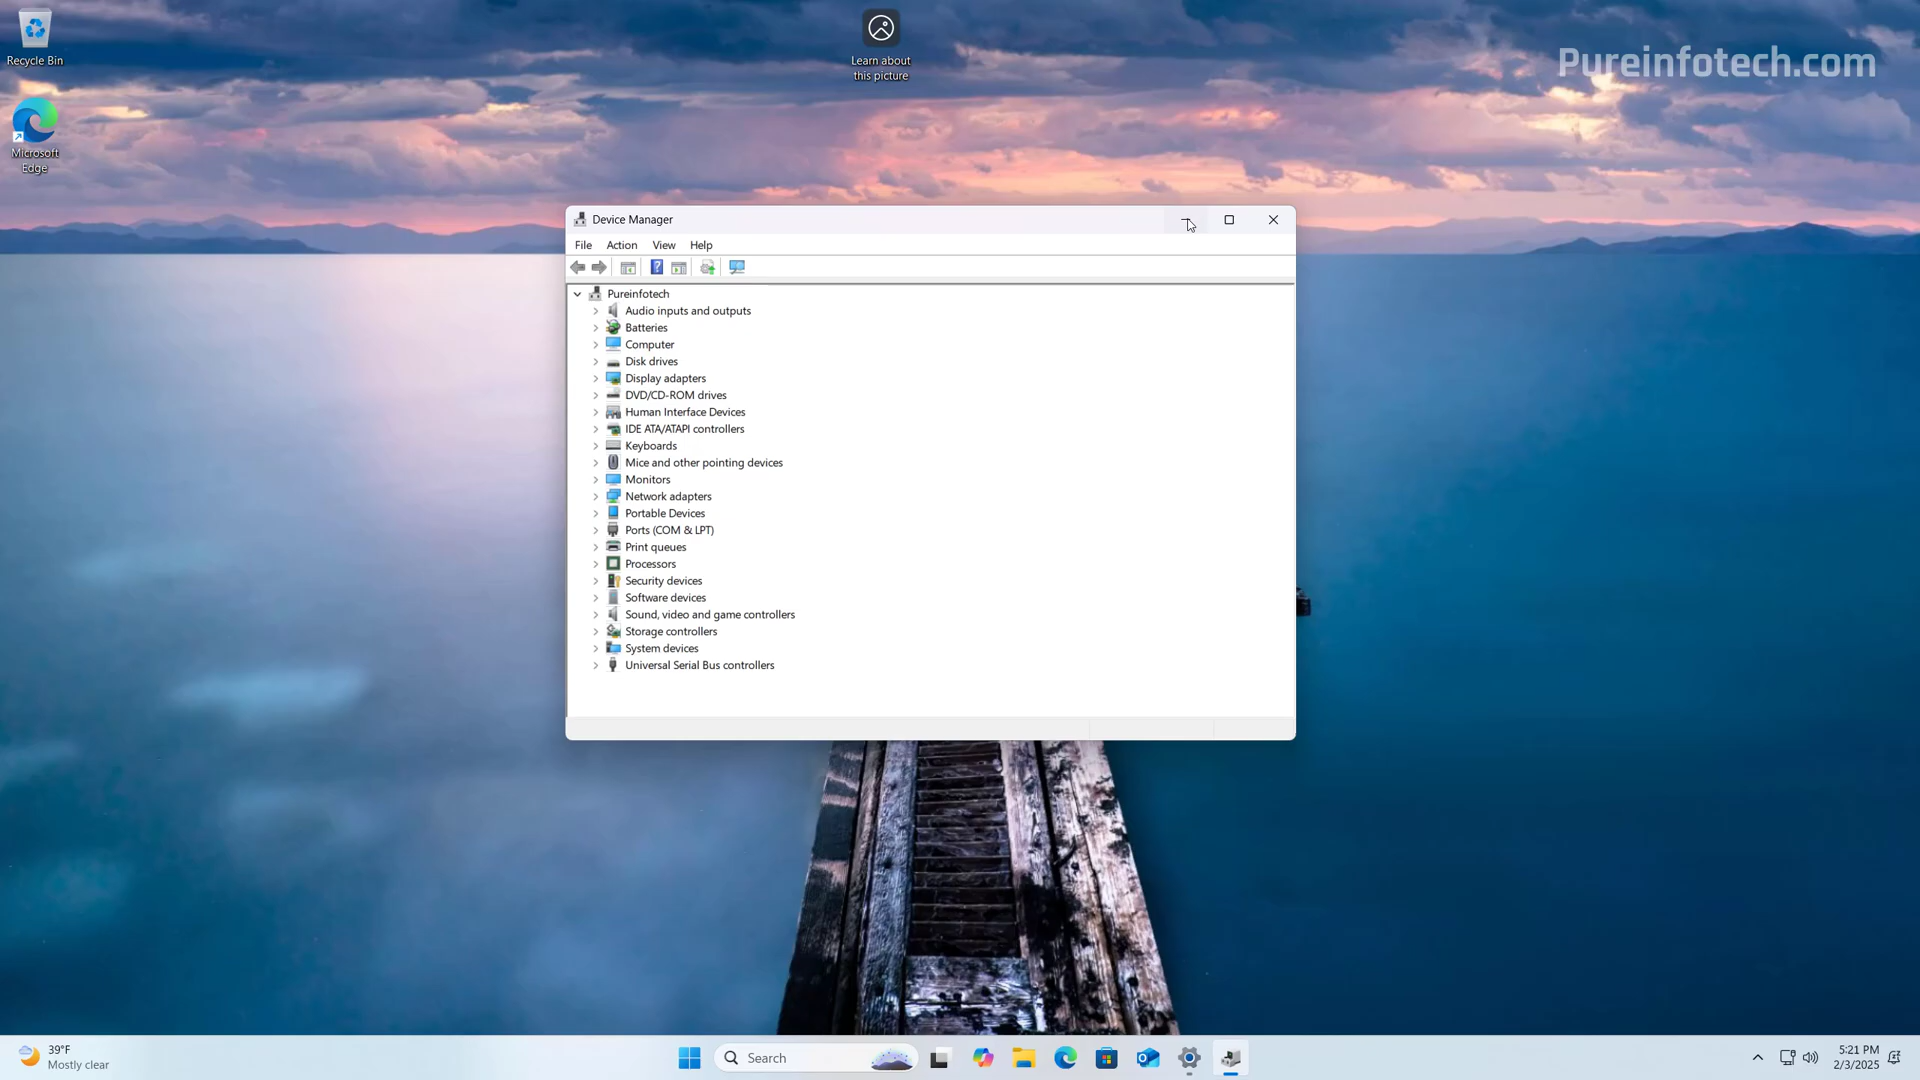 Recycle Bin
Learn about
this picture
Pureinfotech.com
Microsoft
Edge
Device Manager
File Action View Help
Pureinfotech
Audio inputs and outputs
Batteries
Computer
Disk drives
Display adapters
DVD/CD-ROM drives
Human Interface Devices
IDE ATA/ATAPI controllers
Keyboards
Mice and other pointing devices
Monitors
Network adapters
Portable Devices
Ports (COM & LPT)
Print queues
Processors
Security devices
Software devices
Sound, video and game controllers
Storage controllers
System devices
Universal Serial Bus controllers
39°F
Mostly clear
Search
5:21 PM
2/3/2025